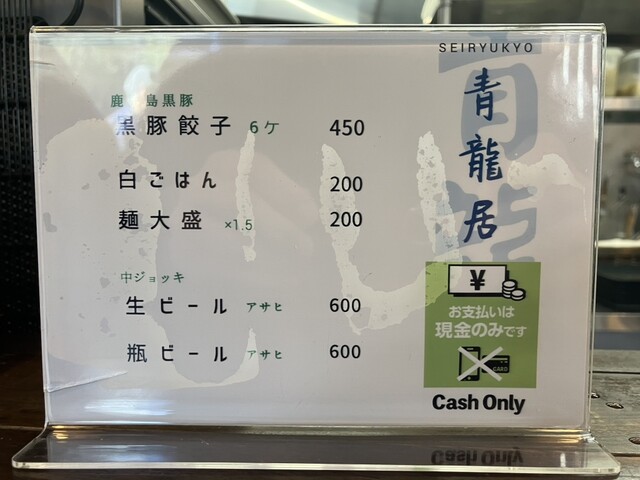 SEIRYUKYO
青龍居
鹿 島黒豚
黒豚餃子 6ケ 450
白ごはん 200
麺大盛 ×1.5 200
中ジョッキ
生ビール アサヒ 600
瓶ビール アサヒ 600
¥
お支払いは
現金のみです
CARD
Cash Only